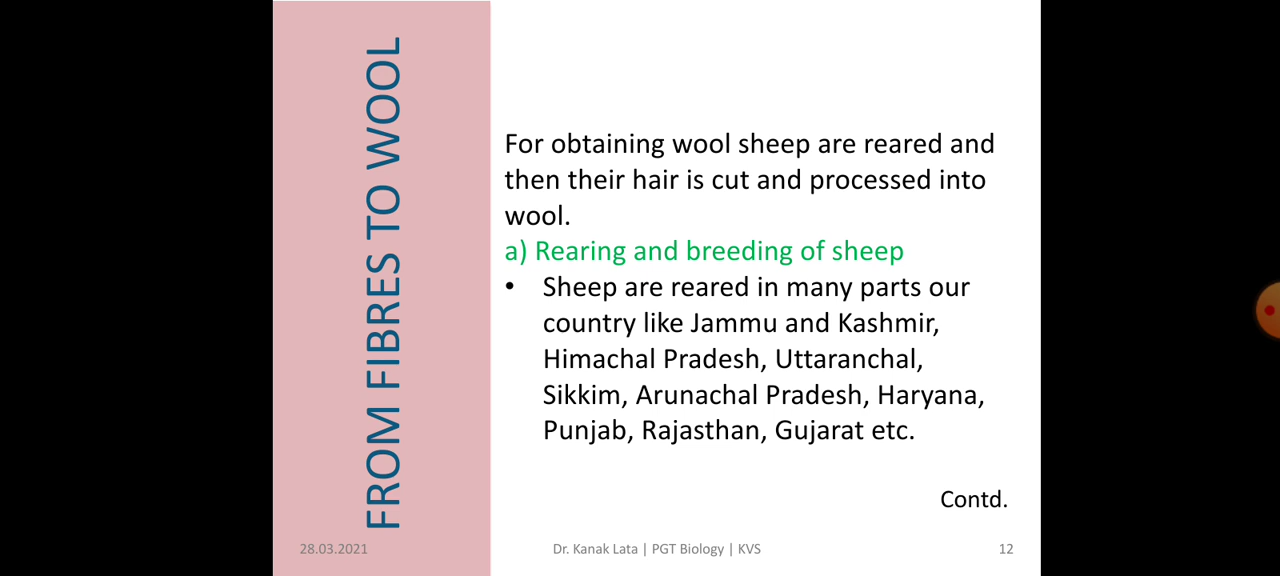 FROM FIBRES TO WOOL
For obtaining wool sheep are reared and
then their hair is cut and processed into
wool.
a) Rearing and breeding of sheep
• Sheep are reared in many parts our
country like Jammu and Kashmir,
Himachal Pradesh, Uttaranchal,
Sikkim, Arunachal Pradesh, Haryana,
Punjab, Rajasthan, Gujarat etc.
Contd.
28.03.2021
Dr. Kanak Lata | PGT Biology | KVS
12